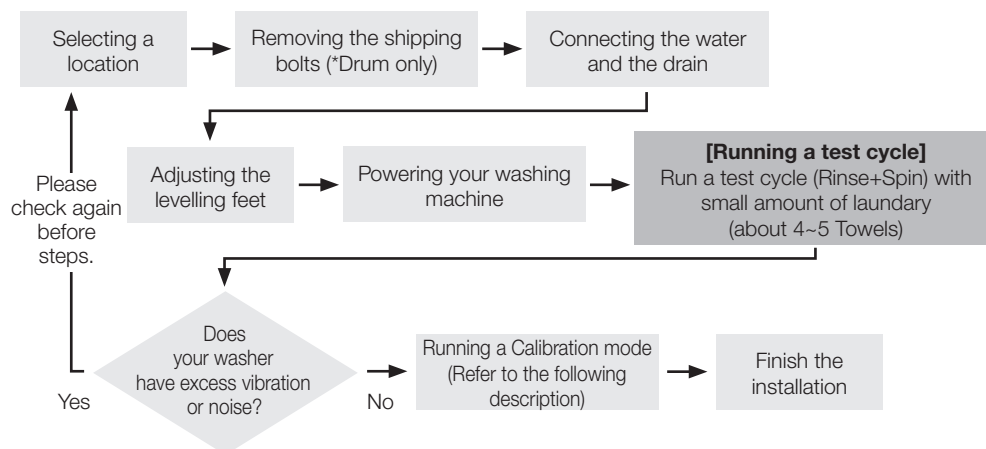 Selecting a
location
Removing the shipping
bolts (*Drum only)
Connecting the water
and the drain
Adjusting the
levelling feet
Powering your washing
machine
[Running a test cycle]
Run a test cycle (Rinse+Spin) with
small amount of laundary
(about 4~5 Towels)
Please
check again
before
steps.
Does
your washer
have excess vibration
or noise?
Yes
No
Running a Calibration mode
(Refer to the following
description)
Finish the
installation